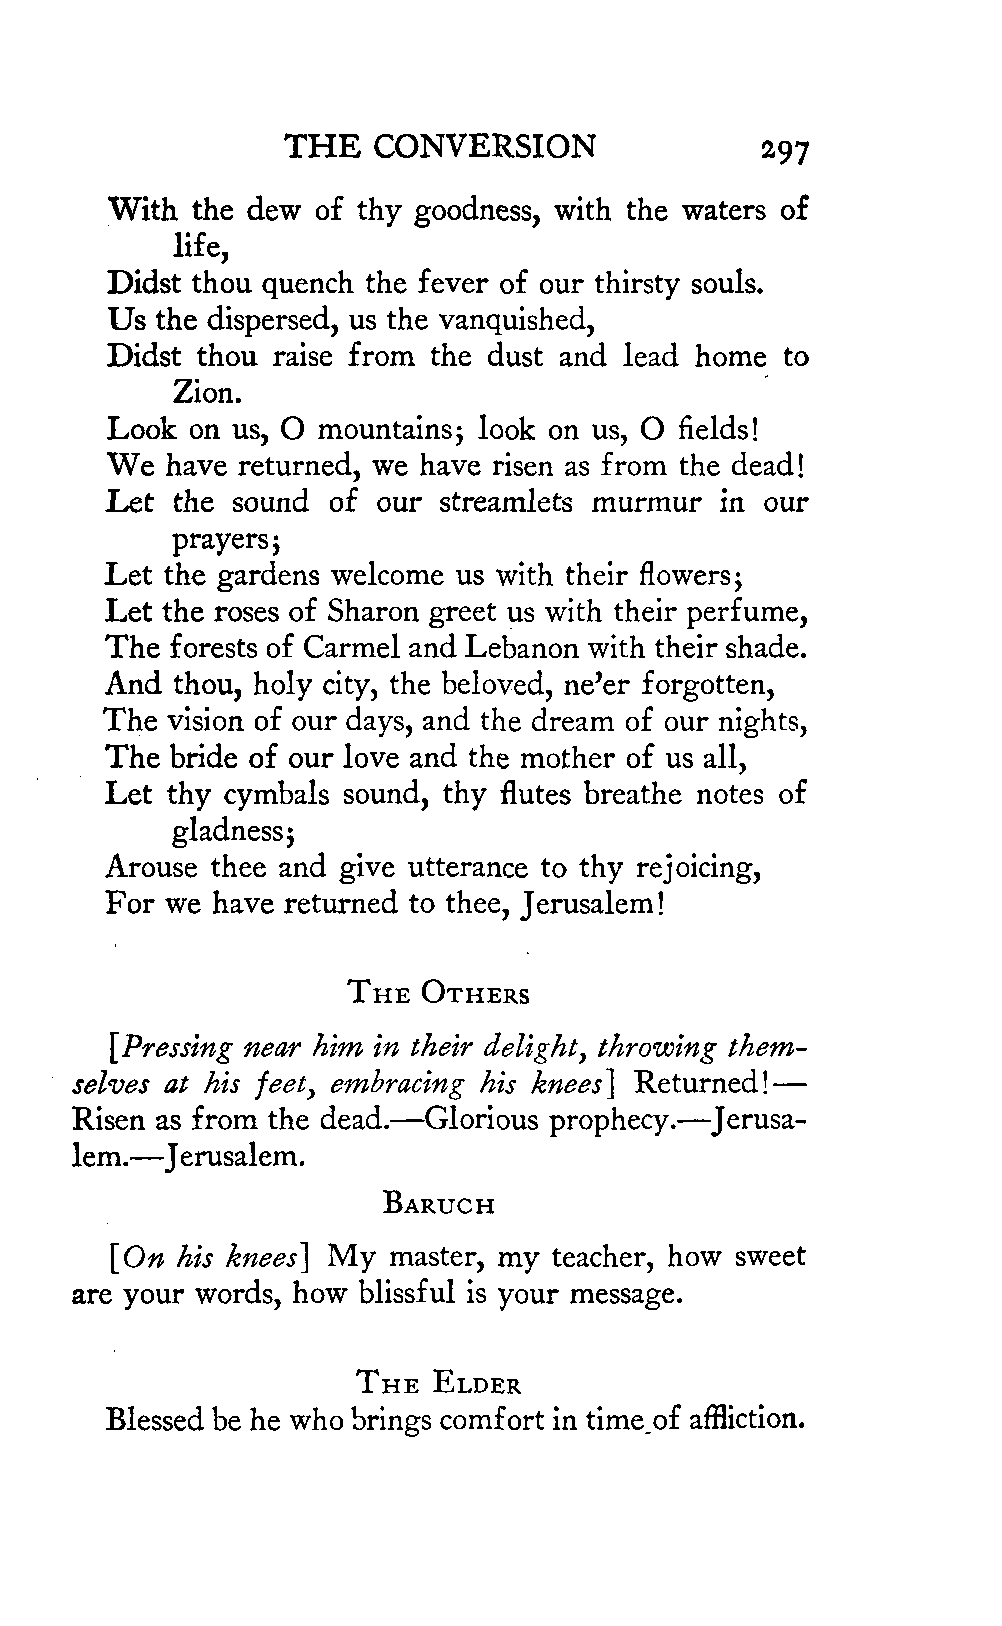 THE CONVERSION 297
With the dew of thy goodness, with the waters of
life,
Didst thou quench the fever of our thirsty souls.
Us the dispersed, us the vanquished,
Didst thou raise from the dust and lead home to
Zion.
Look on us, O mountains; look on us, O fields!
We have returned, we have risen as from the dead!
Let the sound of our streamlets murmur in our
prayers;
Let the gardens welcome us with their flowers;
Let the roses of Sharon greet us with their perfume,
The forests of Carmel and Lebanon with their shade.
And thou, holy city, the beloved, ne'er forgotten,
The vision of our days, and the dream of our nights,
The bride of our love and the mother of us all,
Let thy cymbals sound, thy flutes breathe notes of
gladness;
Arouse thee and give utterance to thy rejoicing,
For we have returned to thee, Jerusalem!
THE OTHERS
[Pressing near him in their delight, throwing them-
selves at his feet, embracing his knees] Returned!—
Risen as from the dead.—Glorious prophecy.—Jerusa-
lem.—Jerusalem.
BARUCH
[On his knees] My master, my teacher, how sweet
are your words, how blissful is your message.
THE ELDER
Blessed be he who brings comfort in time of affliction.